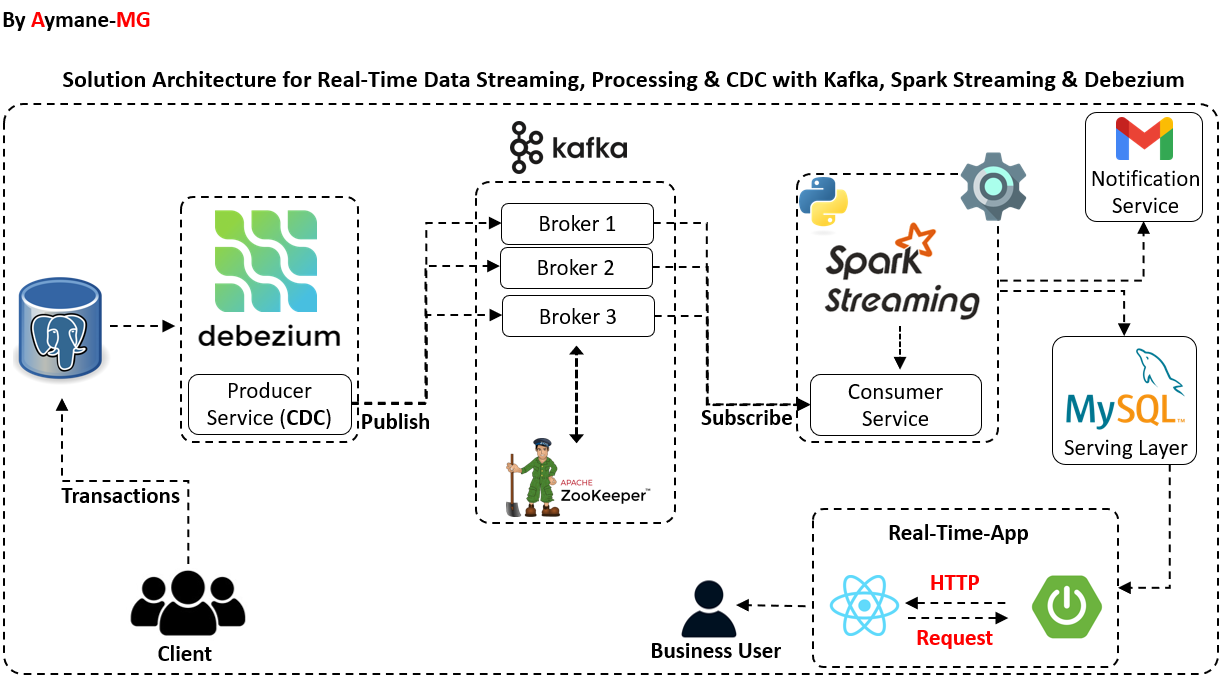 By Aymane-MG
Solution Architecture for Real-Time Data Streaming, Processing & CDC with Kafka, Spark Streaming & Debezium
kafka
Notification
Service
Broker 1
Broker 2
Broker 3
Spark
Streaming
debezium
Producer
Service (CDC)
Publish
Subscribe
Consumer
Service
MySQL™
Serving Layer
APACHE
ZooKeeper™
Transactions
Real-Time-App
HTTP
Request
Client
Business User